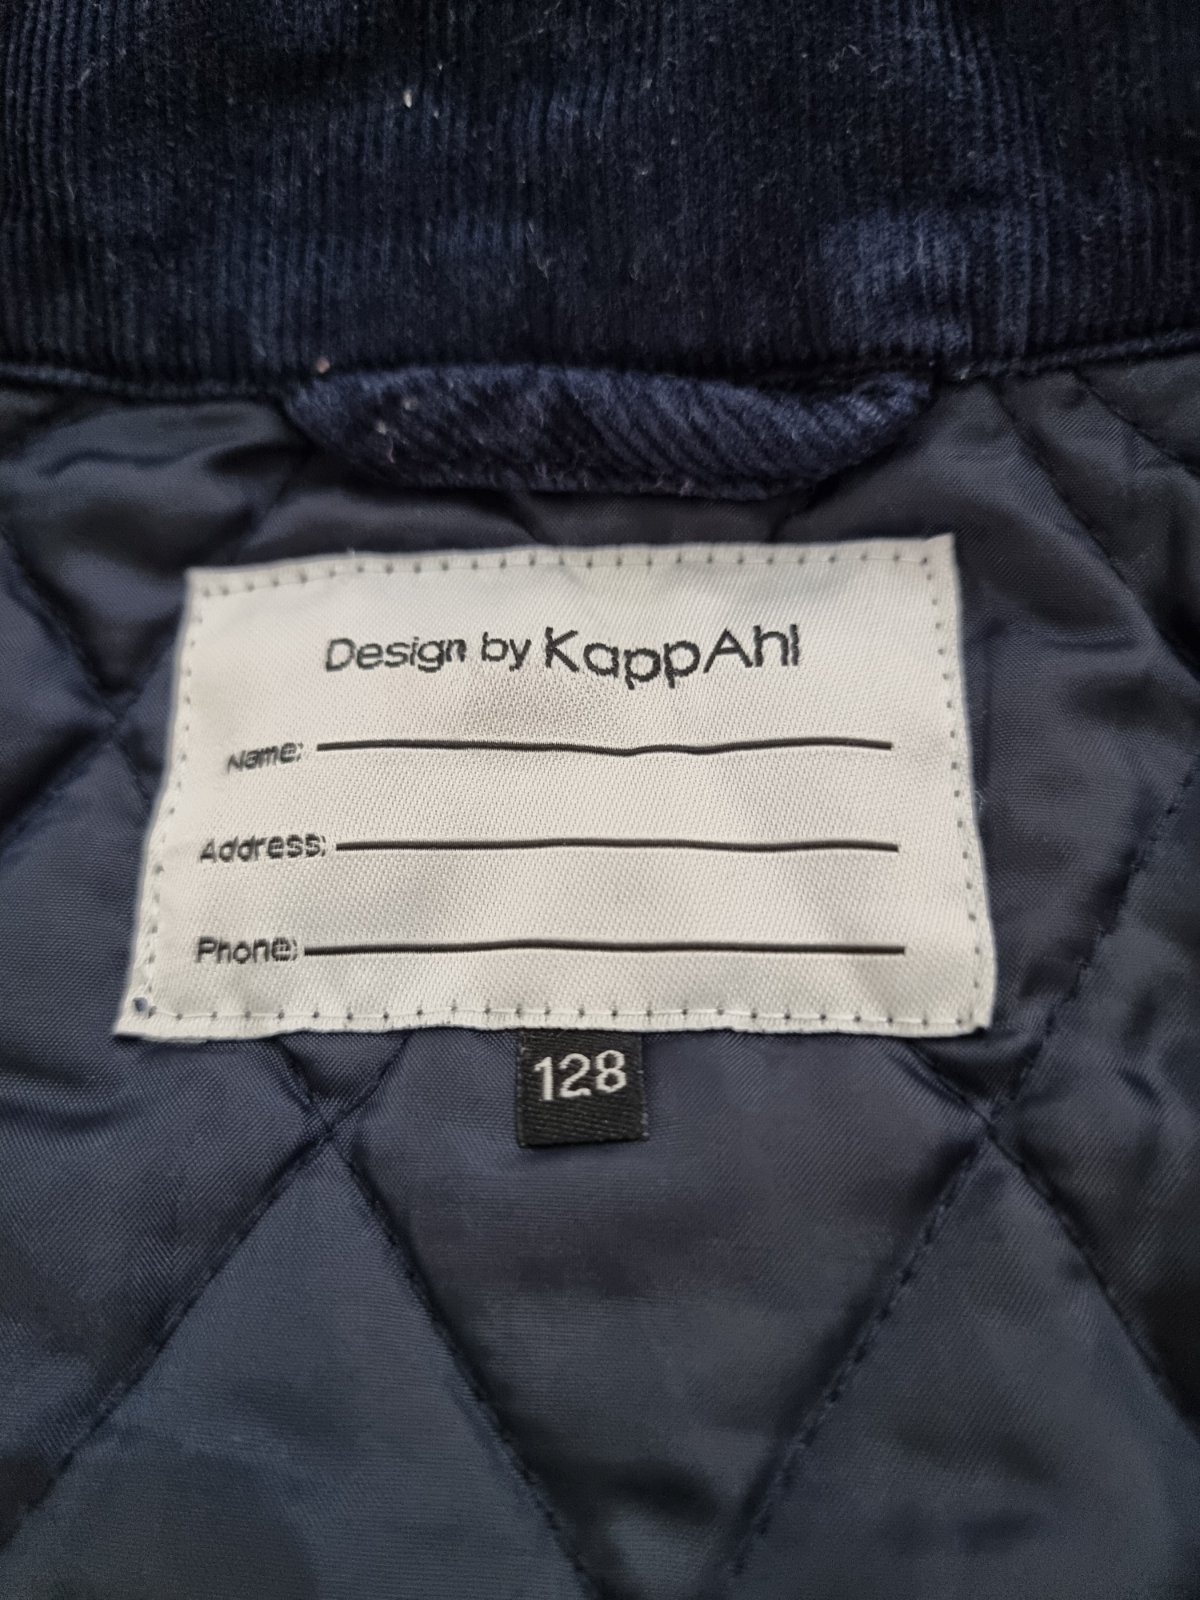 Design by KappAhl
Name:
Address:
Phone:
128